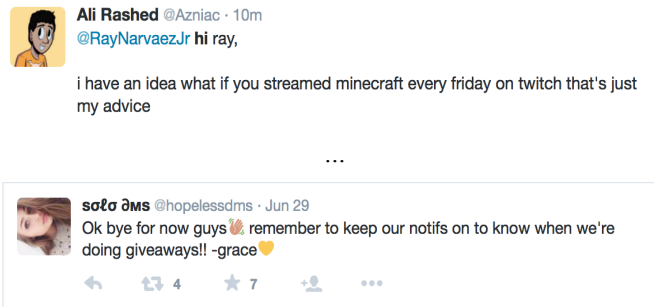 Ali Rashed @Azniac · 10m
@RayNarvaezJr hi ray,
i have an idea what if you streamed minecraft every friday on twitch that's just
my advice
...
sσℓσ ∂мs @hopelessdms · Jun 29
Ok bye for now guys👋🏽 remember to keep our notifs on to know when we're
doing giveaways!! -grace💛
4 7